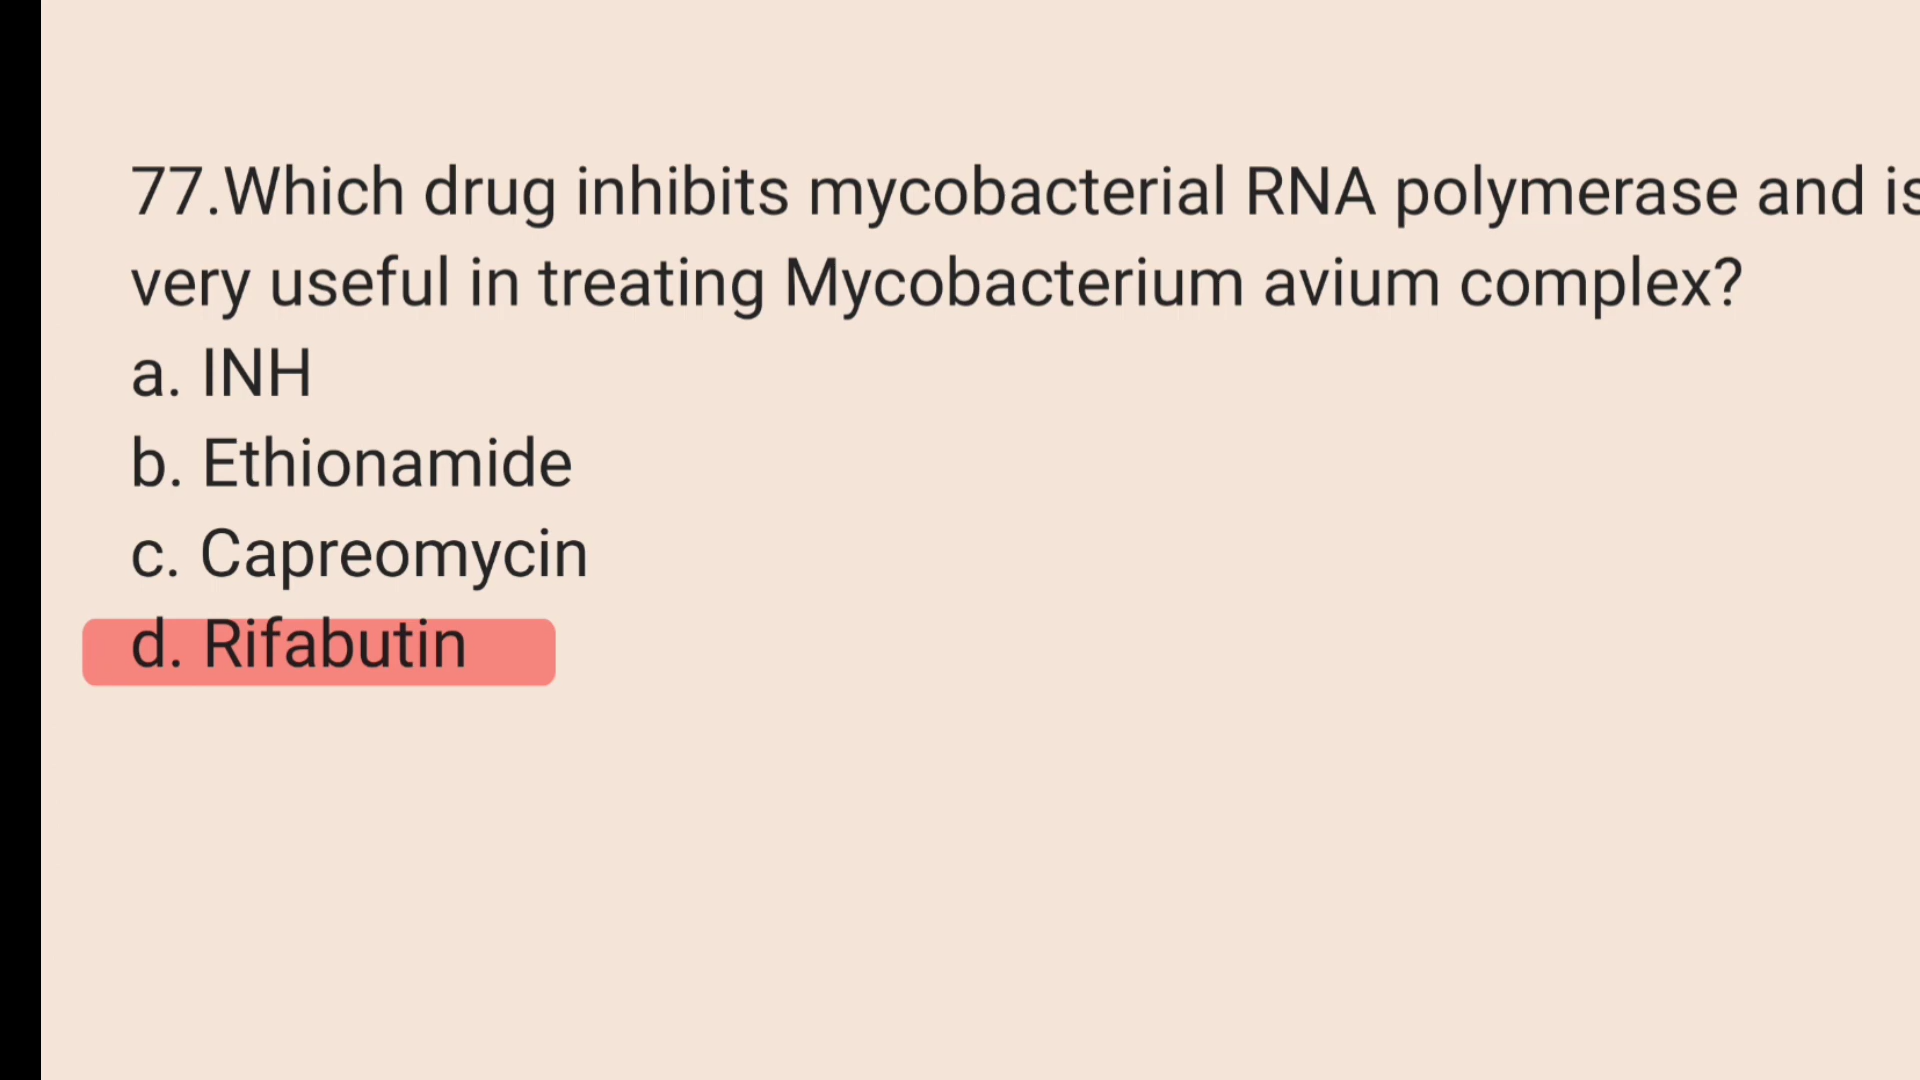 77.Which drug inhibits mycobacterial RNA polymerase and is
very useful in treating Mycobacterium avium complex?
a. INH
b. Ethionamide
c. Capreomycin
d. Rifabutin